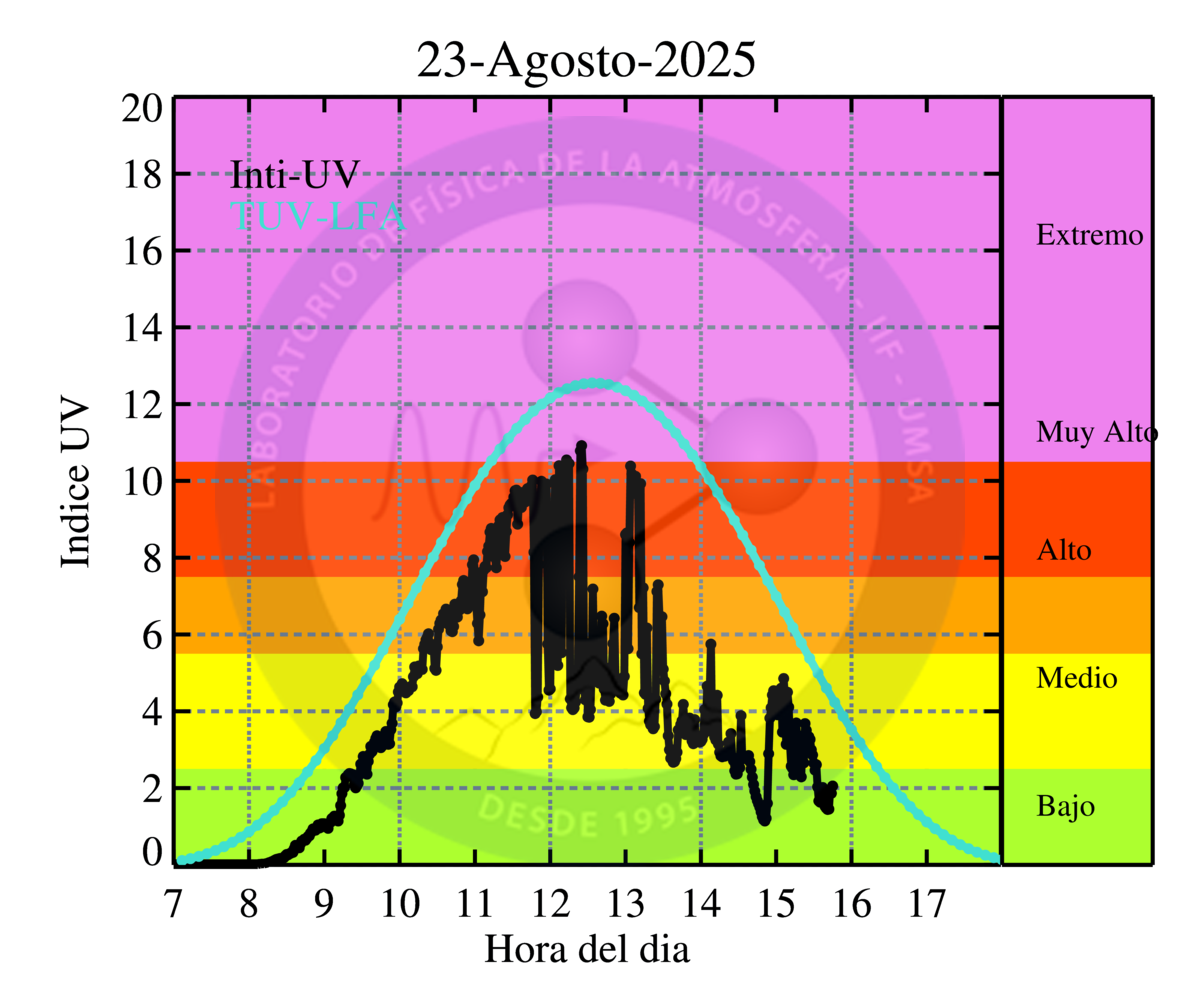 23-Agosto-2025
20
18
16
14
12
10
8
6
4
2
0
Indice UV
Inti-UV
TUV-LFA
LABORATORIO DE FÍSICA DE LA ATMÓSFERA - IIF - UMSA
DESDE 1995
Extremo
Muy Alto
Alto
Medio
Bajo
7 8 9 10 11 12 13 14 15 16 17
Hora del dia